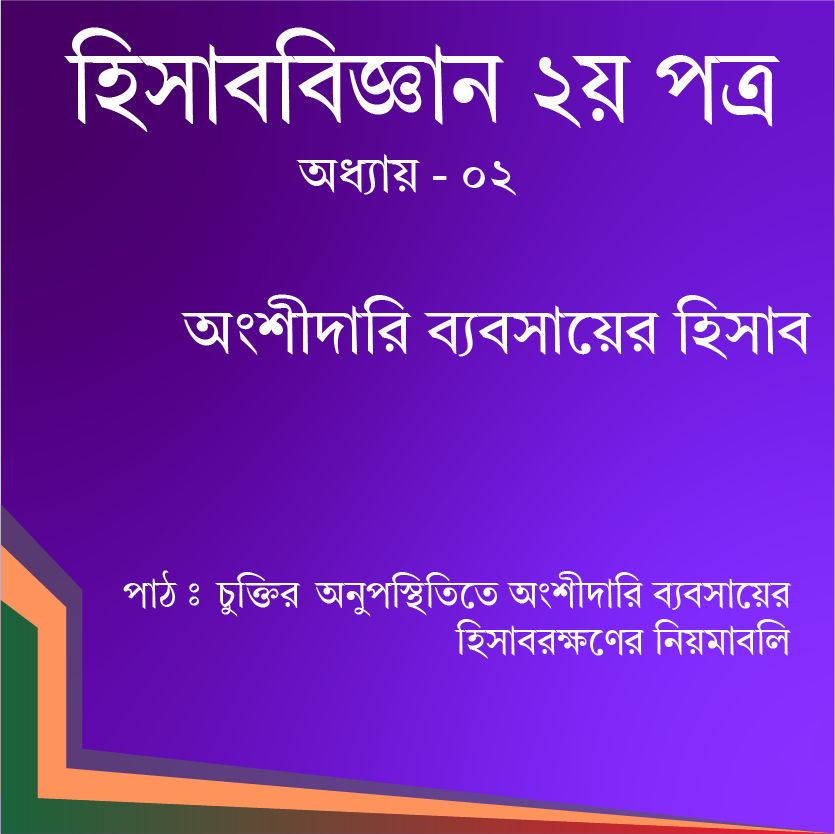 হিসাববিজ্ঞান ২য় পত্র
অধ্যায় - ০২
অংশীদারি ব্যবসায়ের হিসাব
পাঠ ঃ চুক্তির অনুপস্থিতিতে অংশীদারি ব্যবসায়ের
হিসাবরক্ষণের নিয়মাবলি